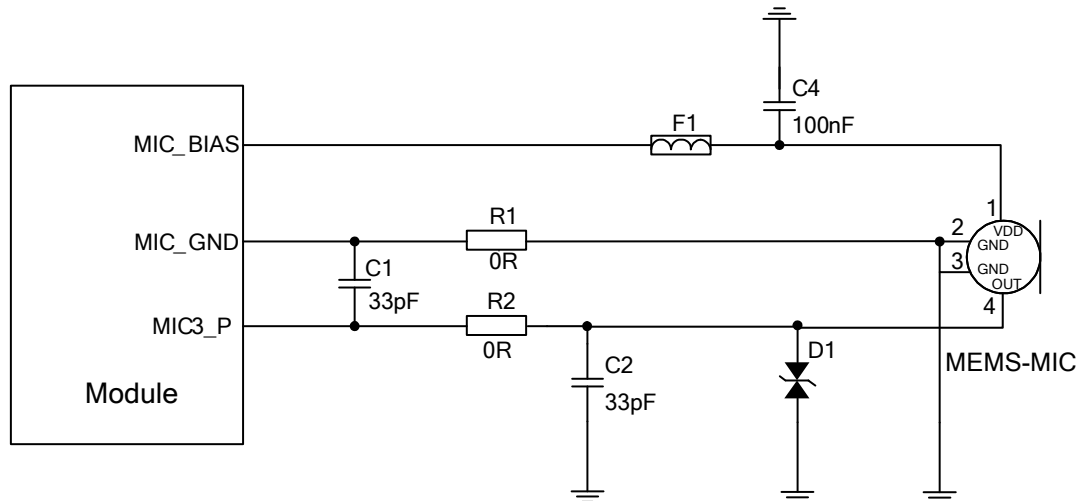 C4
100nF
F1
MIC_BIAS
1
R1
2
VDD
MIC_GND
GND
0R
3
GND
C1
33pF
OUT
R2
4
MIC3_P
0R
D1
MEMS-MIC
C2
33pF
Module